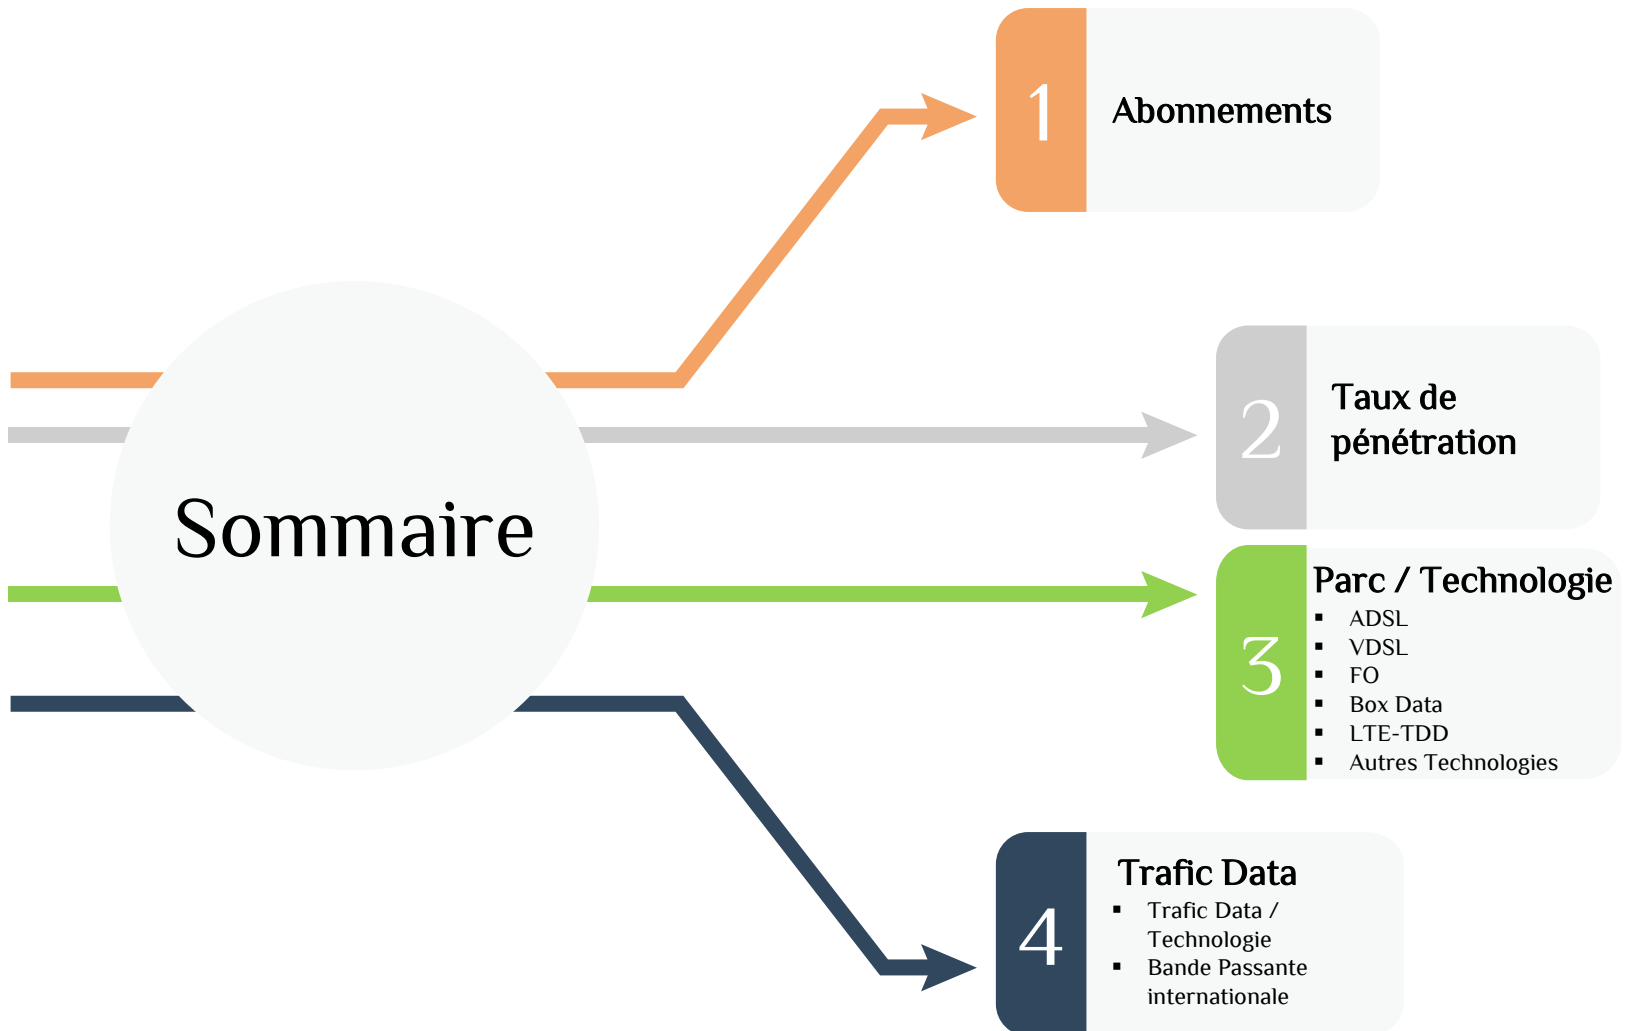 Sommaire
1
Abonnements
2
Taux de
pénétration
3
Parc / Technologie
▪ ADSL
▪ VDSL
▪ FO
▪ Box Data
▪ LTE-TDD
▪ Autres Technologies
4
Trafic Data
▪ Trafic Data /
Technologie
▪ Bande Passante
internationale